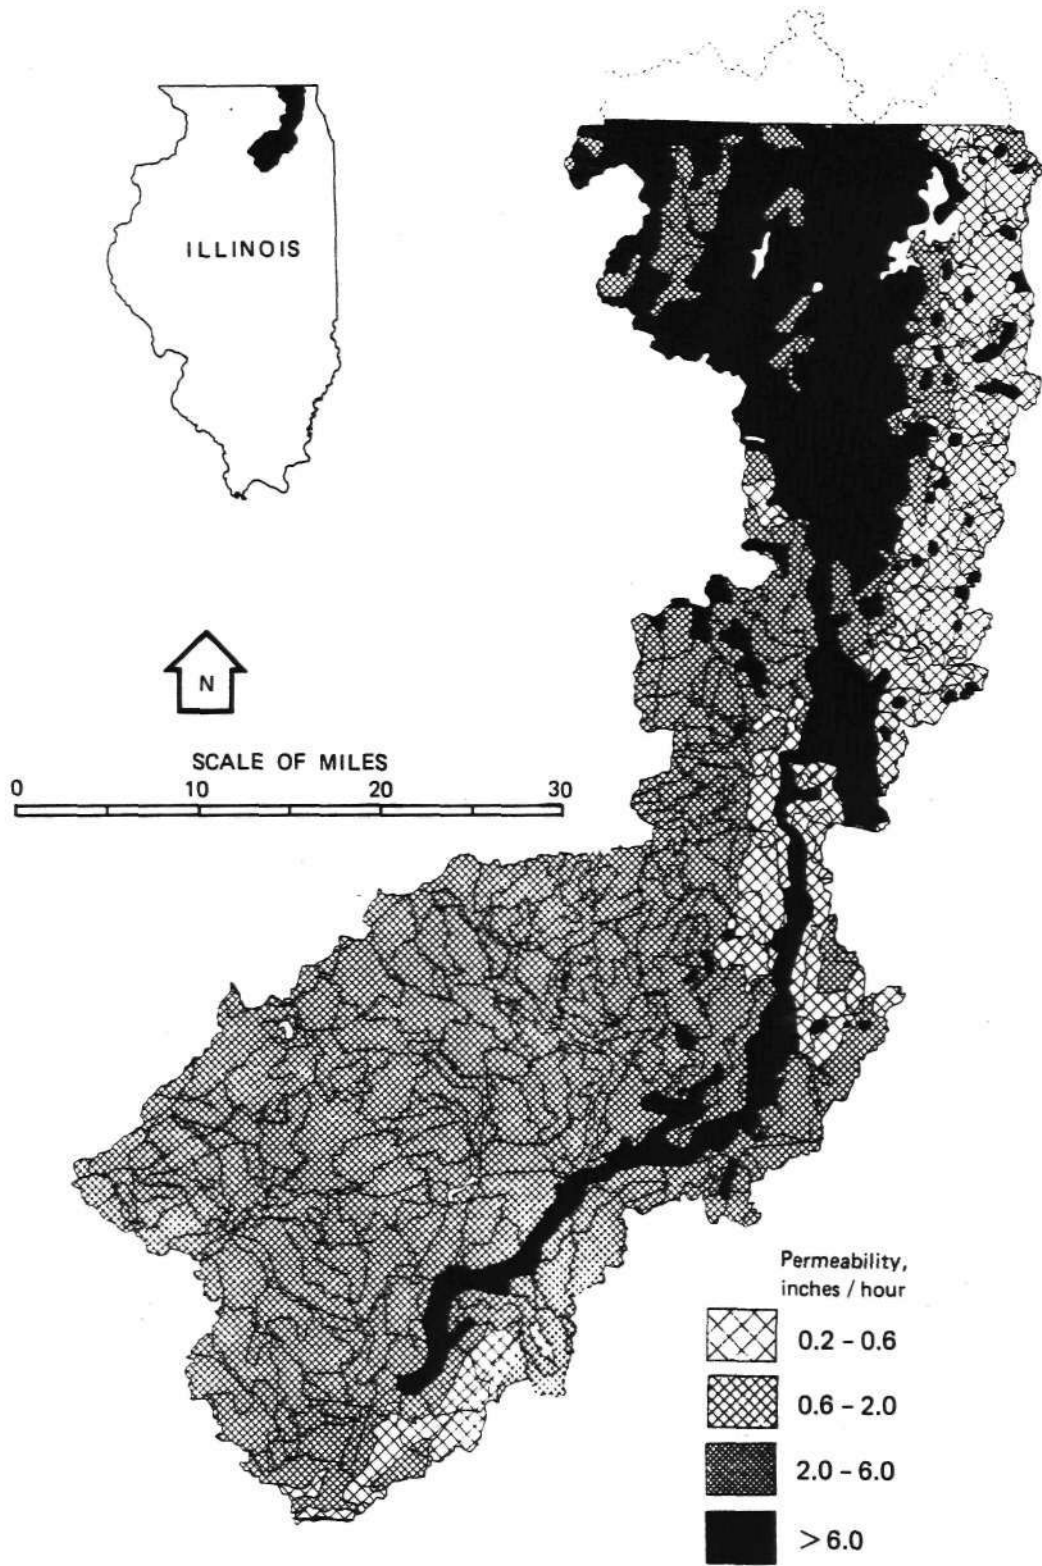 ILLINOIS
N
SCALE OF MILES
0 10 20 30
Permeability,
inches / hour
0.2 – 0.6
0.6 – 2.0
2.0 – 6.0
> 6.0